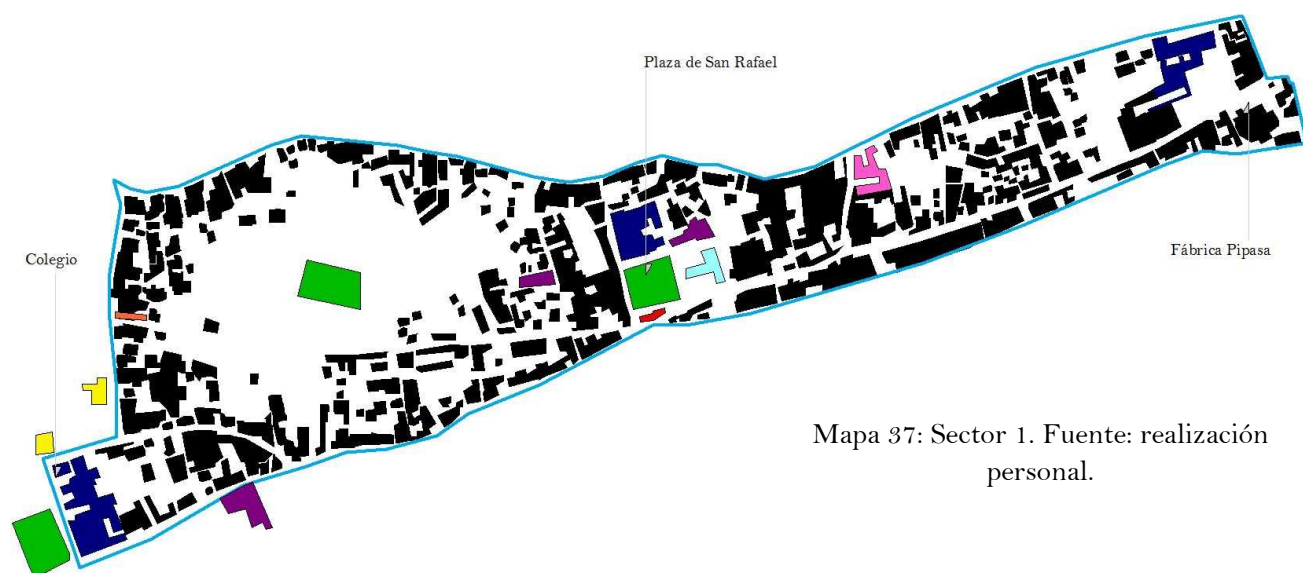 Plaza de San Rafael
Colegio
Fábrica Pipasa
Mapa 37: Sector 1. Fuente: realización
personal.